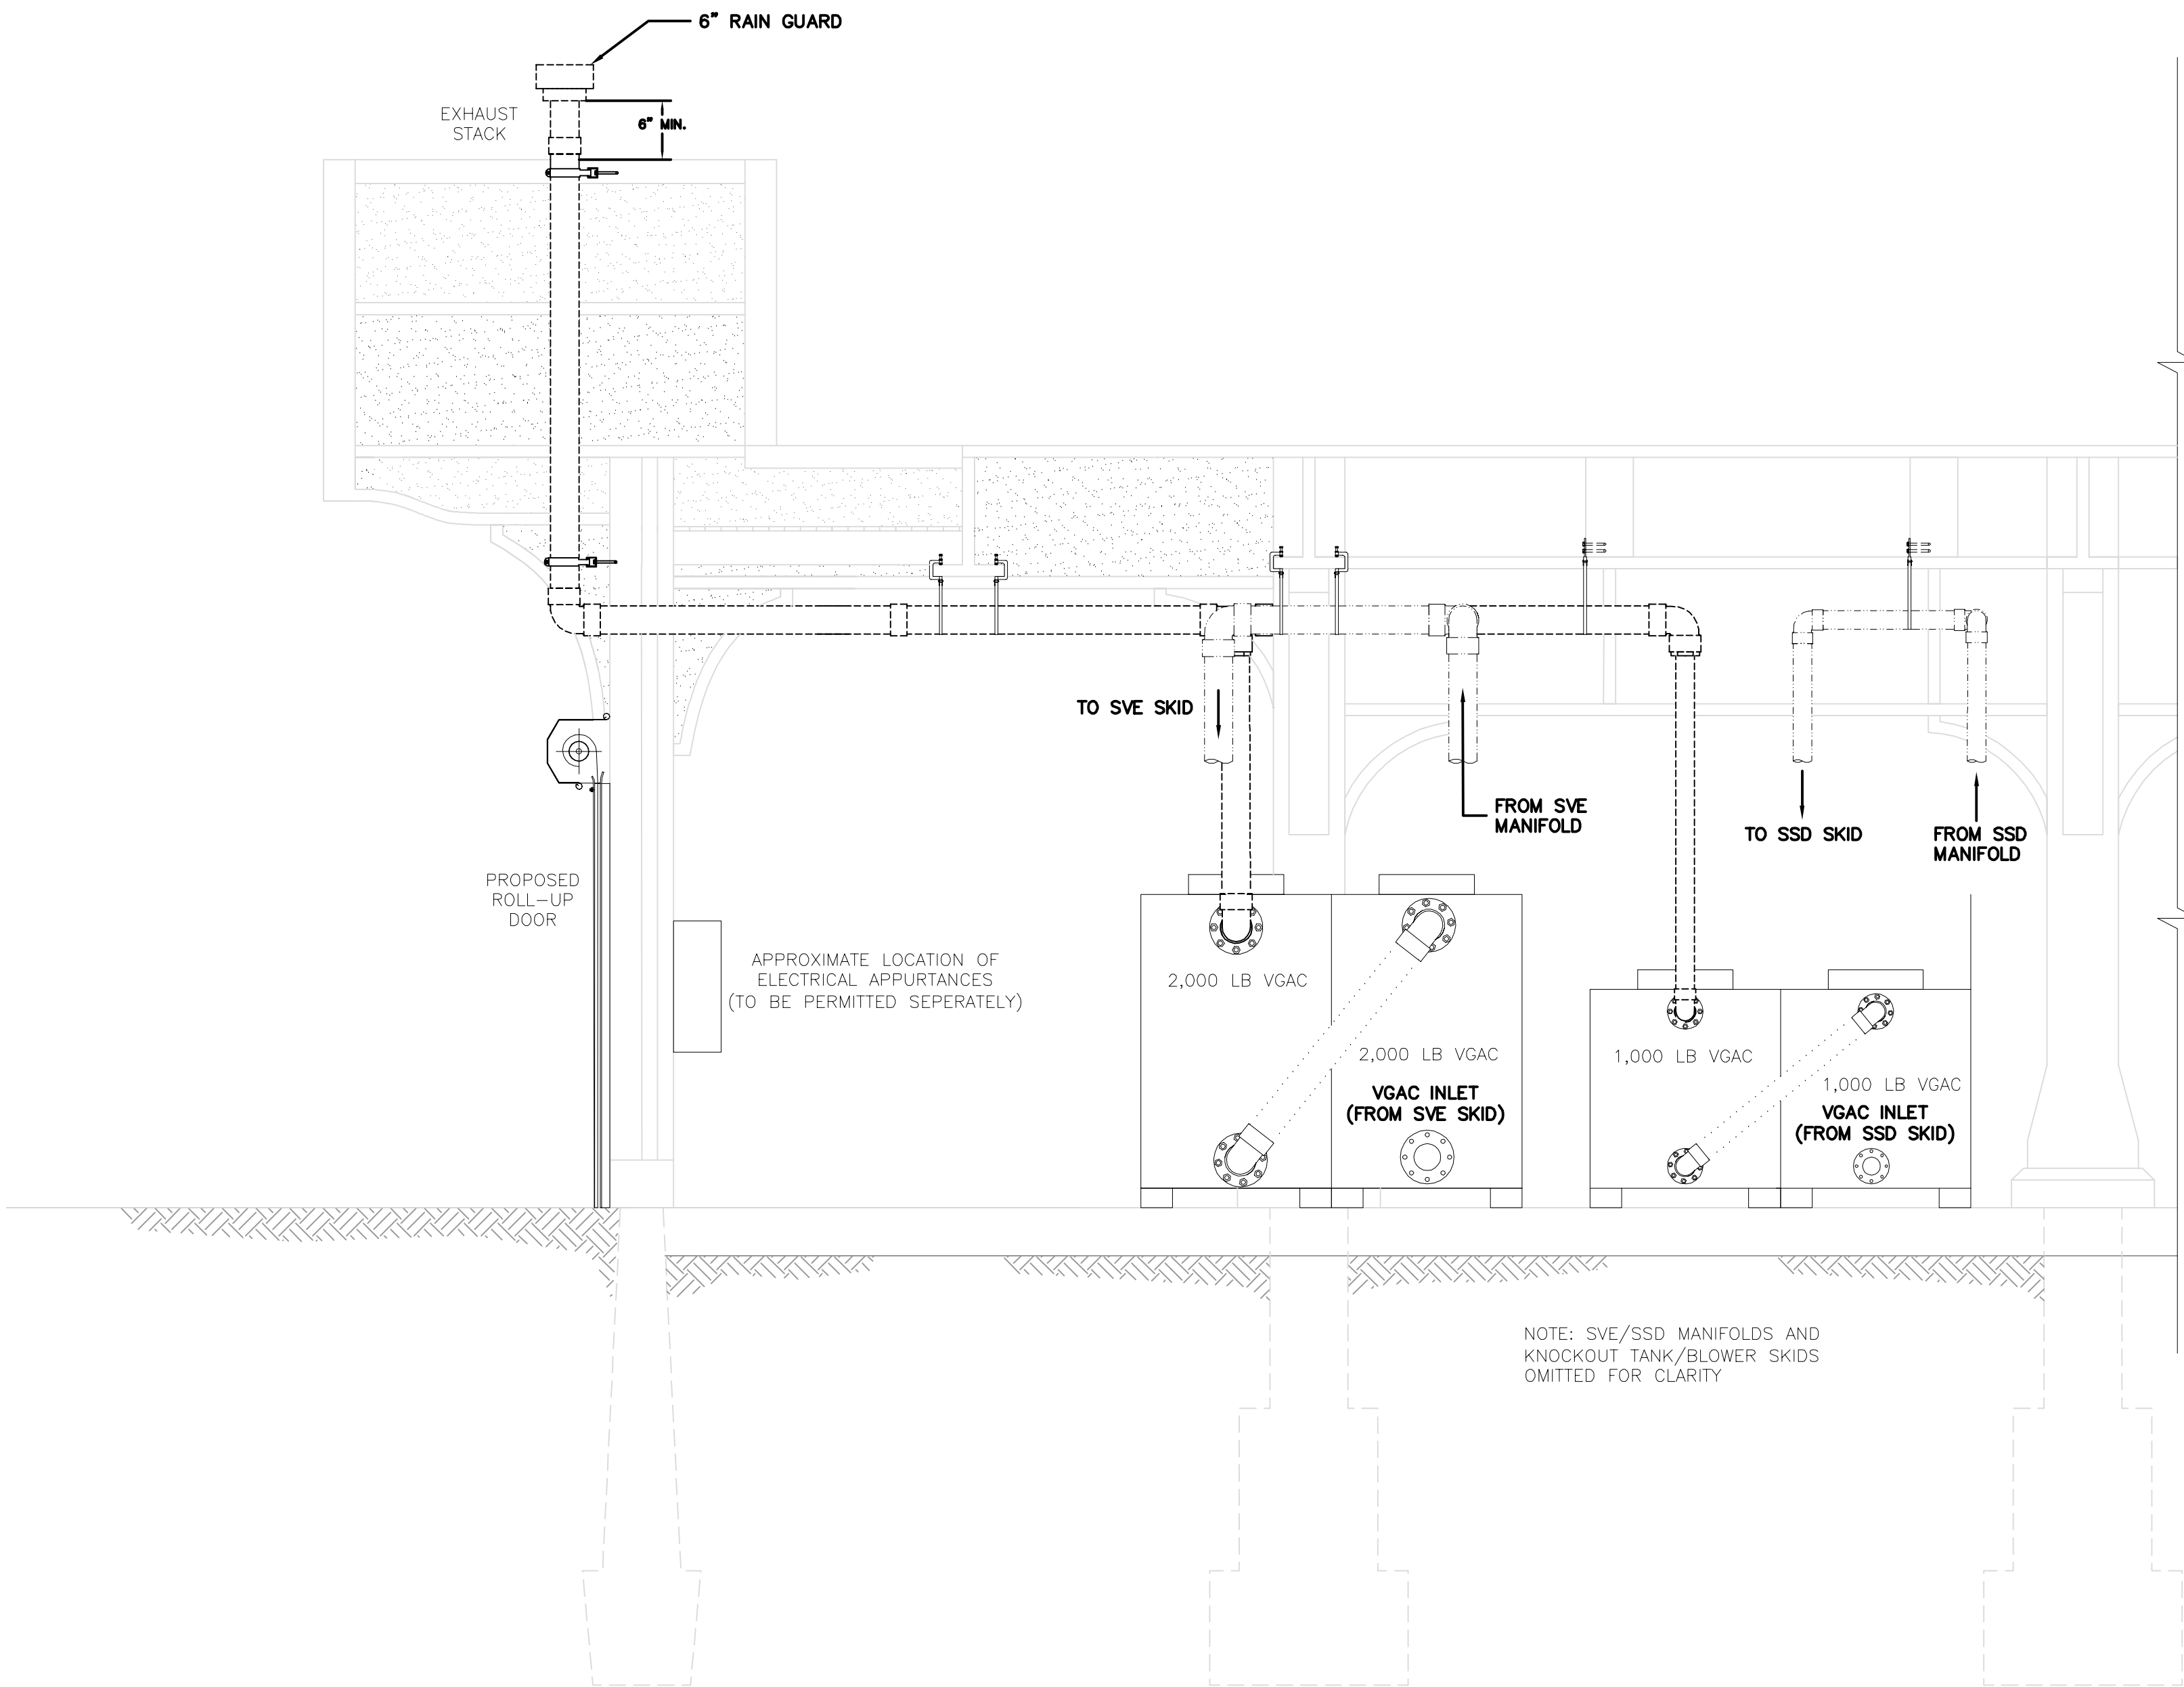 6" RAIN GUARD
EXHAUST
STACK
6" MIN.
TO SVE SKID
FROM SVE
MANIFOLD
TO SSD SKID
FROM SSD
MANIFOLD
PROPOSED
ROLL-UP
DOOR
APPROXIMATE LOCATION OF
ELECTRICAL APPURTANCES
(TO BE PERMITTED SEPERATELY)
2,000 LB VGAC
2,000 LB VGAC
VGAC INLET
(FROM SVE SKID)
1,000 LB VGAC
1,000 LB VGAC
VGAC INLET
(FROM SSD SKID)
NOTE: SVE/SSD MANIFOLDS AND
KNOCKOUT TANK/BLOWER SKIDS
OMITTED FOR CLARITY